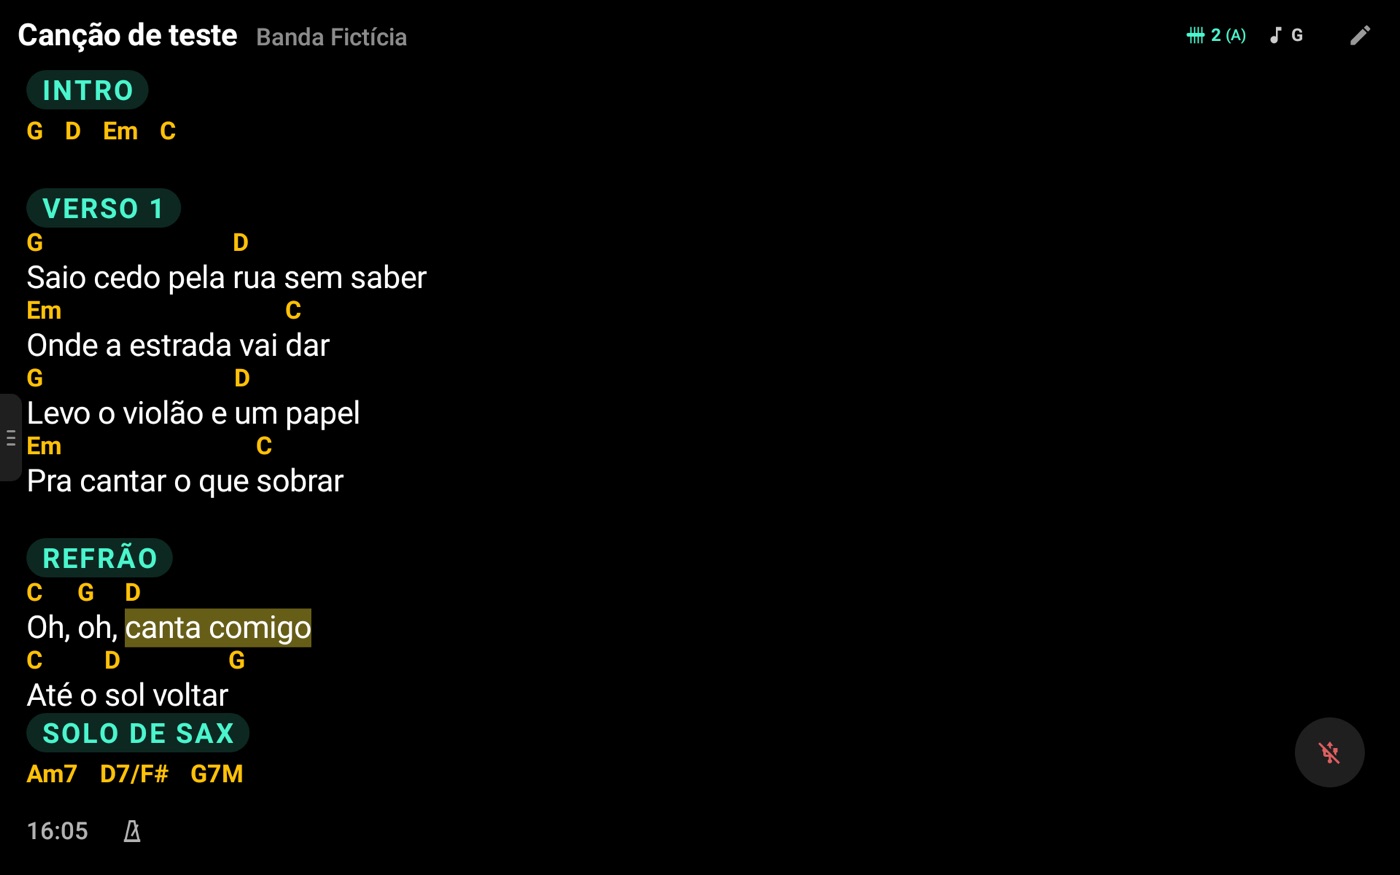 Canção de teste Banda Fictícia 2 (A) G
INTRO
G D Em C
VERSO 1
G D
Saio cedo pela rua sem saber
Em C
Onde a estrada vai dar
G D
Levo o violão e um papel
Em C
Pra cantar o que sobrar
REFRÃO
C G D
Oh, oh, canta comigo
C D G
Até o sol voltar
SOLO DE SAX
Am7 D7/F# G7M
16:05